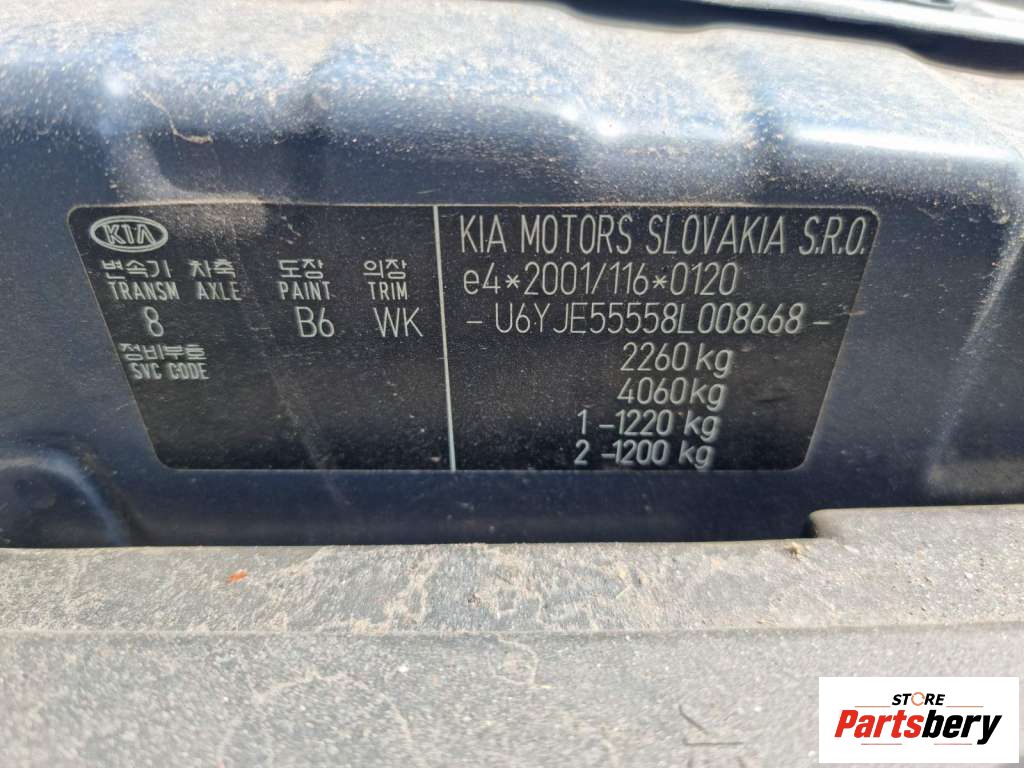 KIA
변속기 차축 도장 의장
TRANSM AXLE PAINT TRIM
8 B6 WK
정비부호
SVC CODE
KIA MOTORS SLOVAKIA S.R.O.
e4*2001/116*0120
- U6YJE55558L008668 -
2260 kg
4060 kg
1 -1220 kg
2 -1200 kg
STORE
Partsbery